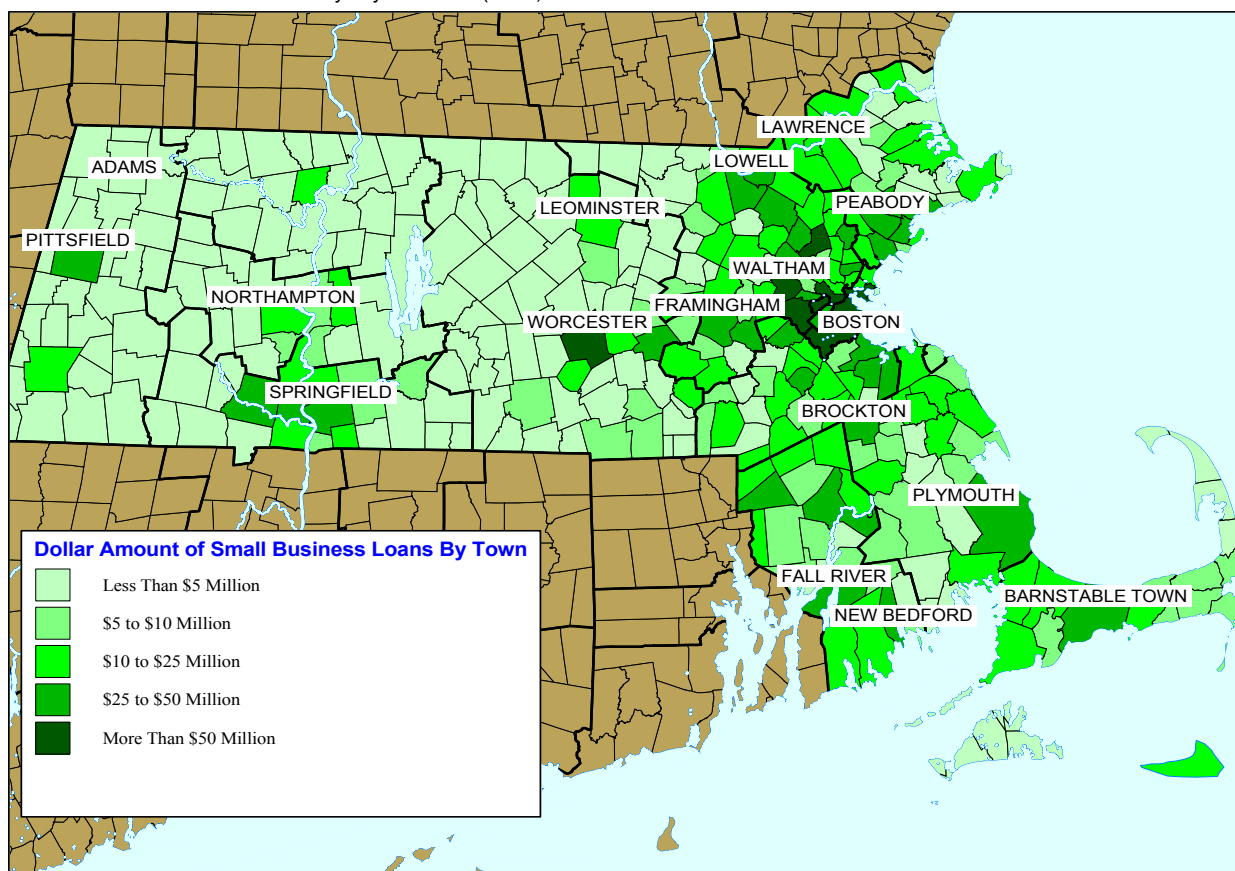 LAWRENCE
LOWELL
ADAMS
PEABODY
LEOMINSTER
PITTSFIELD
WALTHAM
NORTHAMPTON
FRAMINGHAM
WORCESTER
BOSTON
SPRINGFIELD
BROCKTON
PLYMOUTH
FALL RIVER
BARNSTABLE TOWN
NEW BEDFORD
Dollar Amount of Small Business Loans By Town
Less Than $5 Million
$5 to $10 Million
$10 to $25 Million
$25 to $50 Million
More Than $50 Million